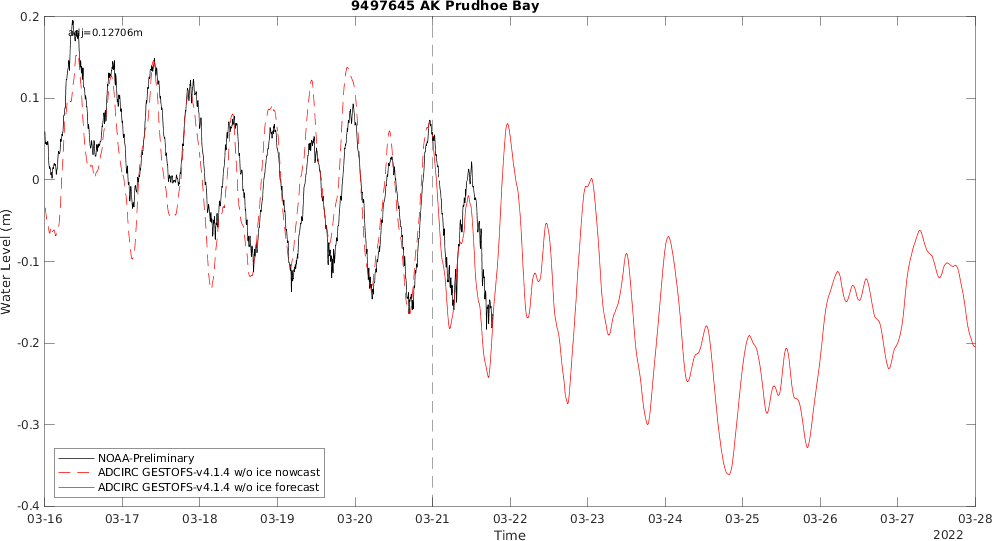 9497645 AK Prudhoe Bay
adj=0.12706m
Water Level (m)
0.2
0.1
0
-0.1
-0.2
-0.3
-0.4
NOAA-Preliminary
ADCIRC GESTOFS-v4.1.4 w/o ice nowcast
ADCIRC GESTOFS-v4.1.4 w/o ice forecast
03-16 03-17 03-18 03-19 03-20 03-21 03-22 03-23 03-24 03-25 03-26 03-27 03-28
Time
2022